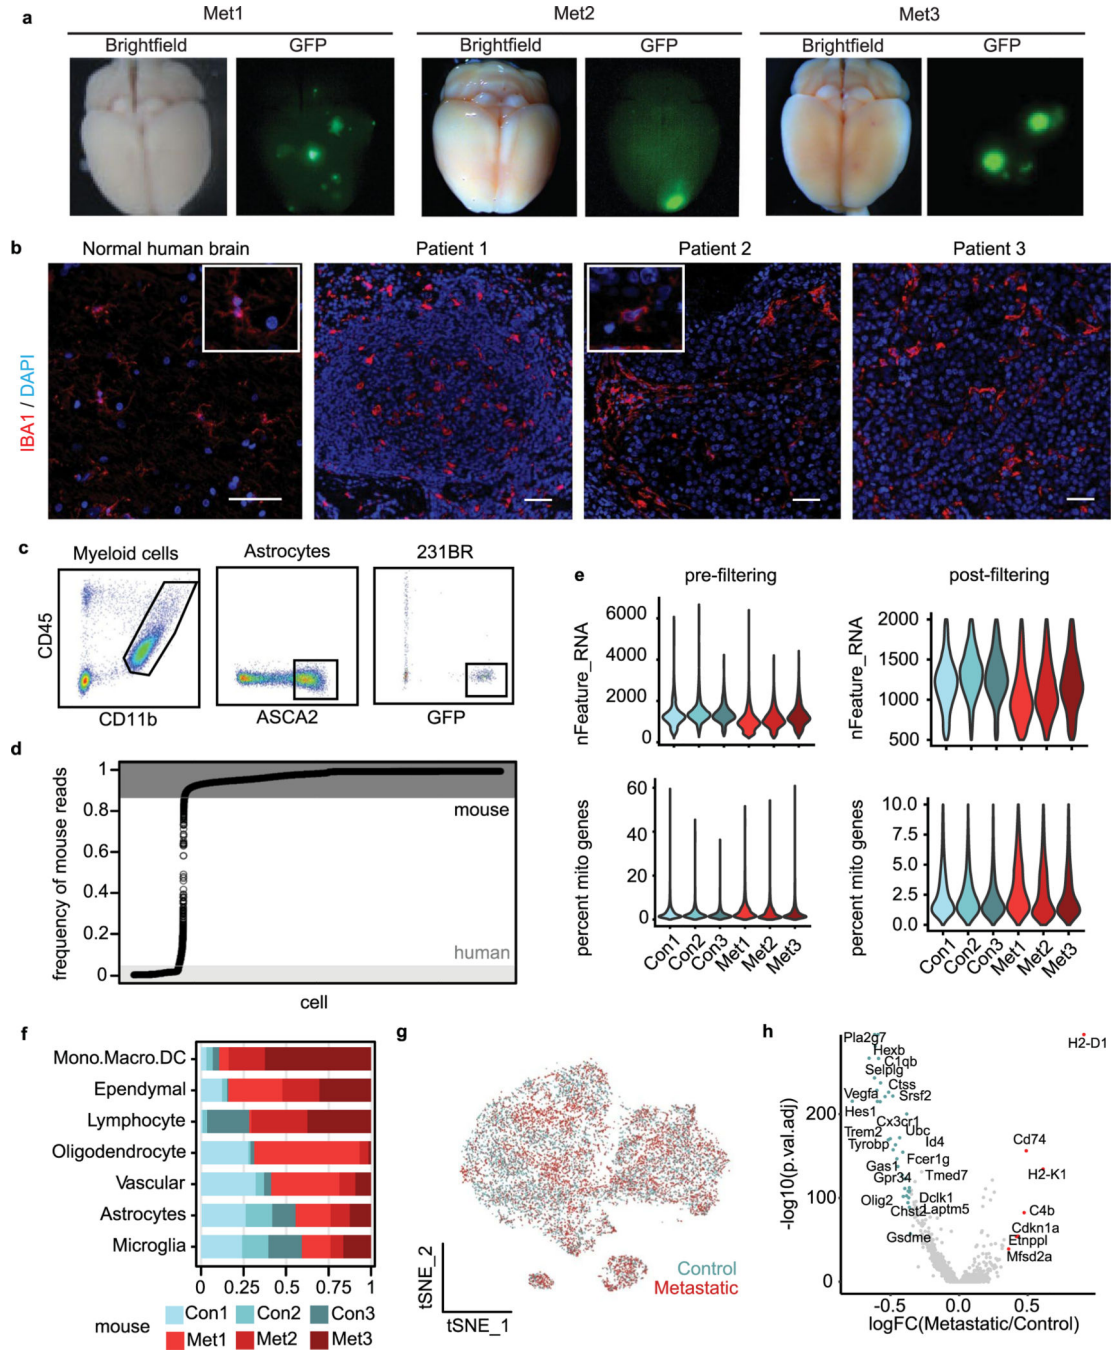 a
Met1 Met2 Met3
Brightfield GFP Brightfield GFP Brightfield GFP
b
Normal human brain Patient 1 Patient 2 Patient 3
IBA1 / DAPI
c
Myeloid cells Astrocytes 231BR
CD45
CD11b ASCA2 GFP
d
frequency of mouse reads
1
0.8
0.6
0.4
0.2
0
mouse
human
cell
e
pre-filtering post-filtering
nFeature_RNA
6000
4000
2000
0
nFeature_RNA
2000
1500
1000
500
percent mito genes
60
40
20
0
percent mito genes
10.0
7.5
5.0
2.5
0.0
Con1 Con2 Con3 Met1 Met2 Met3
Con1 Con2 Con3 Met1 Met2 Met3
f
Mono.Macro.DC
Ependymal
Lymphocyte
Oligodendrocyte
Vascular
Astrocytes
Microglia
0 0.25 0.5 0.75 1
mouse
Con1 Con2 Con3
Met1 Met2 Met3
g
tSNE_2
tSNE_1
Control
Metastatic
h
-log10(p.val.adj)
200
100
0
Pla2g7
H2-D1
Hexb
C1qb
Selplg
Ctss
Vegfa
Srsf2
Hes1
Cx3cr1
Trem2
Ubc
Tyrobp
Id4
Cd74
Fcer1g
Gas1
Tmed7
H2-K1
Gpr34
Olig2
Dclk1
Chst2
Laptm5
C4b
Cdkn1a
Gsdme
Etnppl
Mfsd2a
-0.5 0.0 0.5
logFC(Metastatic/Control)